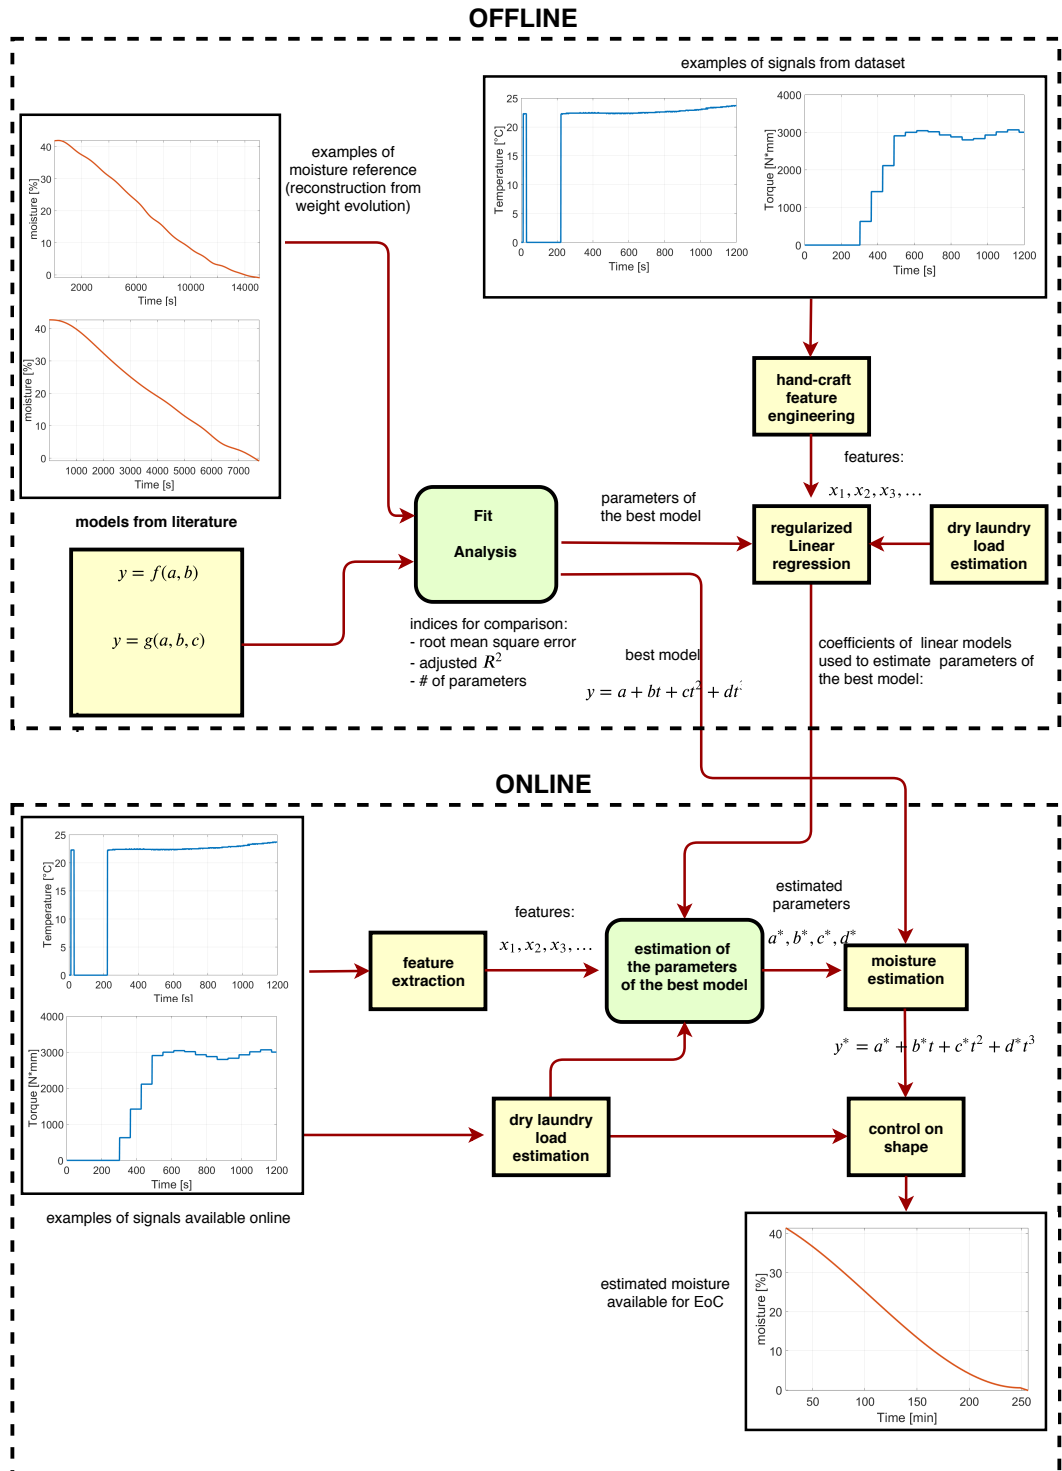 OFFLINE
examples of signals from dataset
examples of
moisture reference
(reconstruction from
weight evolution)
moisture [%]
40
30
20
10
0
2000 6000 10000 14000
Time [s]
moisture [%]
40
30
20
10
0
1000 2000 3000 4000 5000 6000 7000
Time [s]
Temperature [°C]
25
20
15
10
5
0
0 200 400 600 800 1000 1200
Time [s]
Torque [N*mm]
4000
3000
2000
1000
0
0 200 400 600 800 1000 1200
Time [s]
hand-craft
feature
engineering
features:
x₁, x₂, x₃, …
models from literature
y = f(a, b)
y = g(a, b, c)
Fit
Analysis
parameters of
the best model
regularized
Linear
regression
dry laundry
load
estimation
indices for comparison:
- root mean square error
- adjusted R²
- # of parameters
best model
y = a + bt + ct² + dt
coefficients of linear models
used to estimate parameters of
the best model:
ONLINE
Temperature [°C]
25
20
15
10
5
0
0 200 400 600 800 1000 1200
Time [s]
Torque [N*mm]
4000
3000
2000
1000
0
0 200 400 600 800 1000 1200
Time [s]
examples of signals available online
feature
extraction
features:
x₁, x₂, x₃, …
estimation of
the parameters
of the best model
estimated
parameters
a*, b*, c*, d*
moisture
estimation
y* = a* + b*t + c*t² + d*t³
dry laundry
load
estimation
control on
shape
estimated moisture
available for EoC
moisture [%]
40
30
20
10
0
50 100 150 200 250
Time [min]